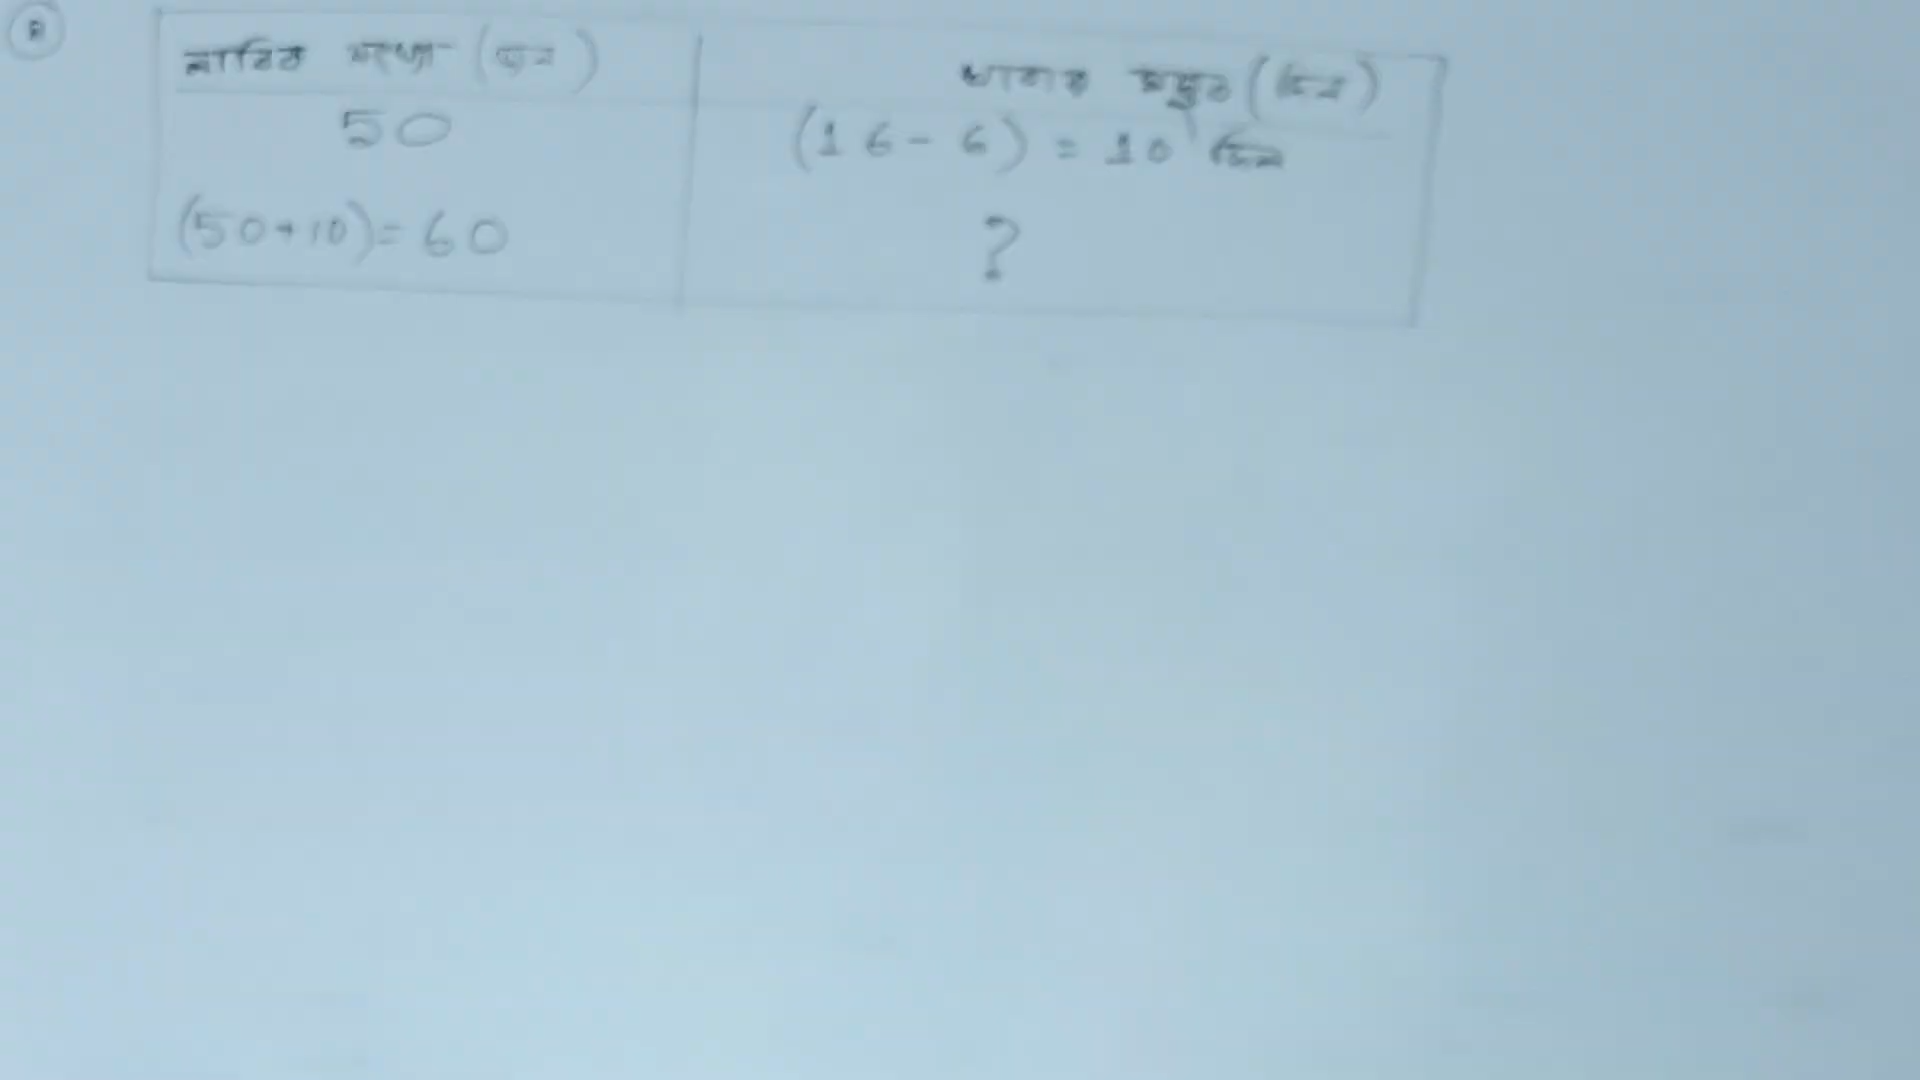 নাবিক সংখ্যা (জন) খাবার মজুত (দিন)
50 (16 - 6) = 10 দিন
(50+10)= 60 ?